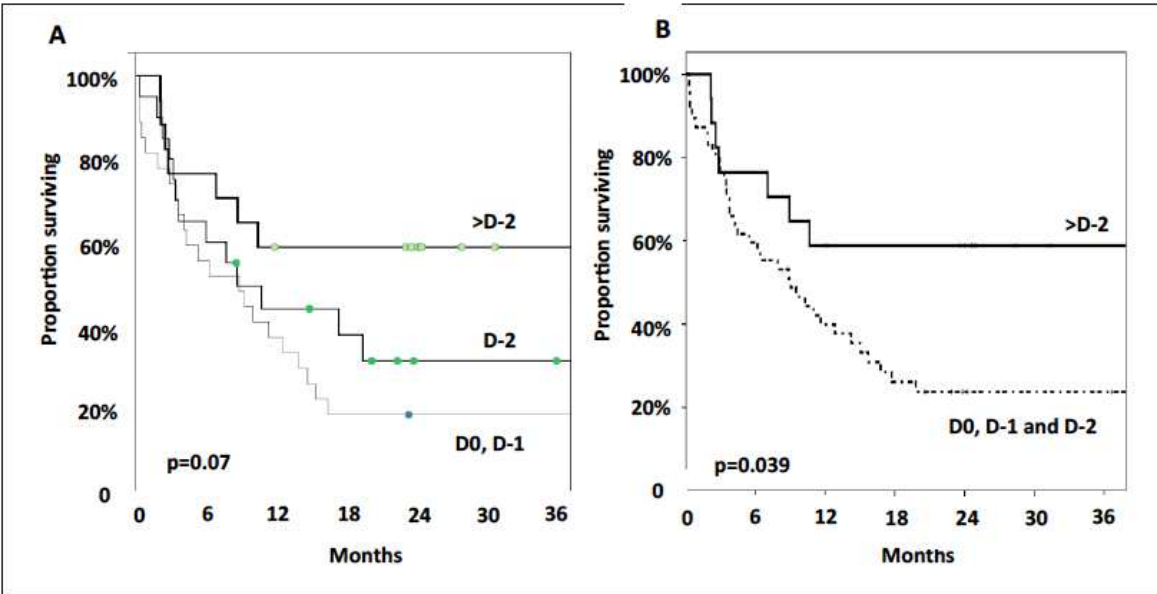 A
Proportion surviving
100%
80%
60%
40%
20%
0
>D-2
D-2
D0, D-1
p=0.07
0 6 12 18 24 30 36
Months
B
Proportion surviving
100%
80%
60%
40%
20%
0
>D-2
D0, D-1 and D-2
p=0.039
0 6 12 18 24 30 36
Months